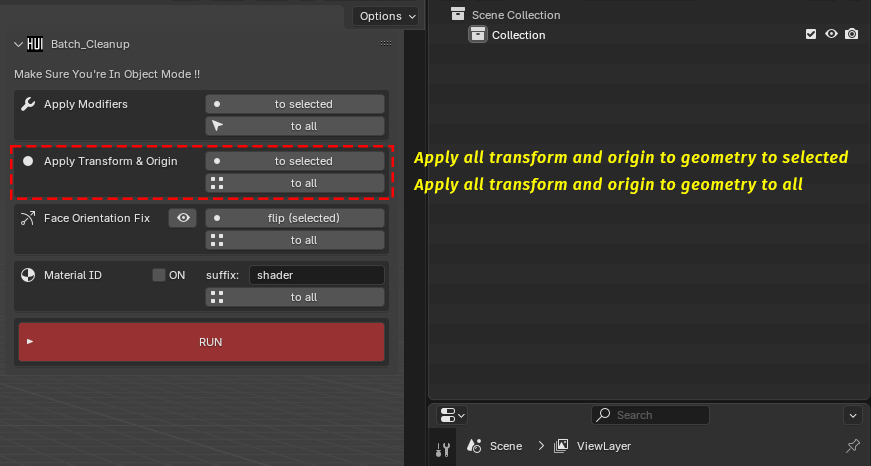 Options
HUI Batch_Cleanup
Make Sure You're In Object Mode !!
Apply Modifiers
to selected
to all
Apply Transform & Origin
to selected
to all
Face Orientation Fix
flip (selected)
to all
Material ID
ON
suffix:
shader
to all
RUN
Scene Collection
Collection
Apply all transform and origin to geometry to selected
Apply all transform and origin to geometry to all
Search
Scene
ViewLayer